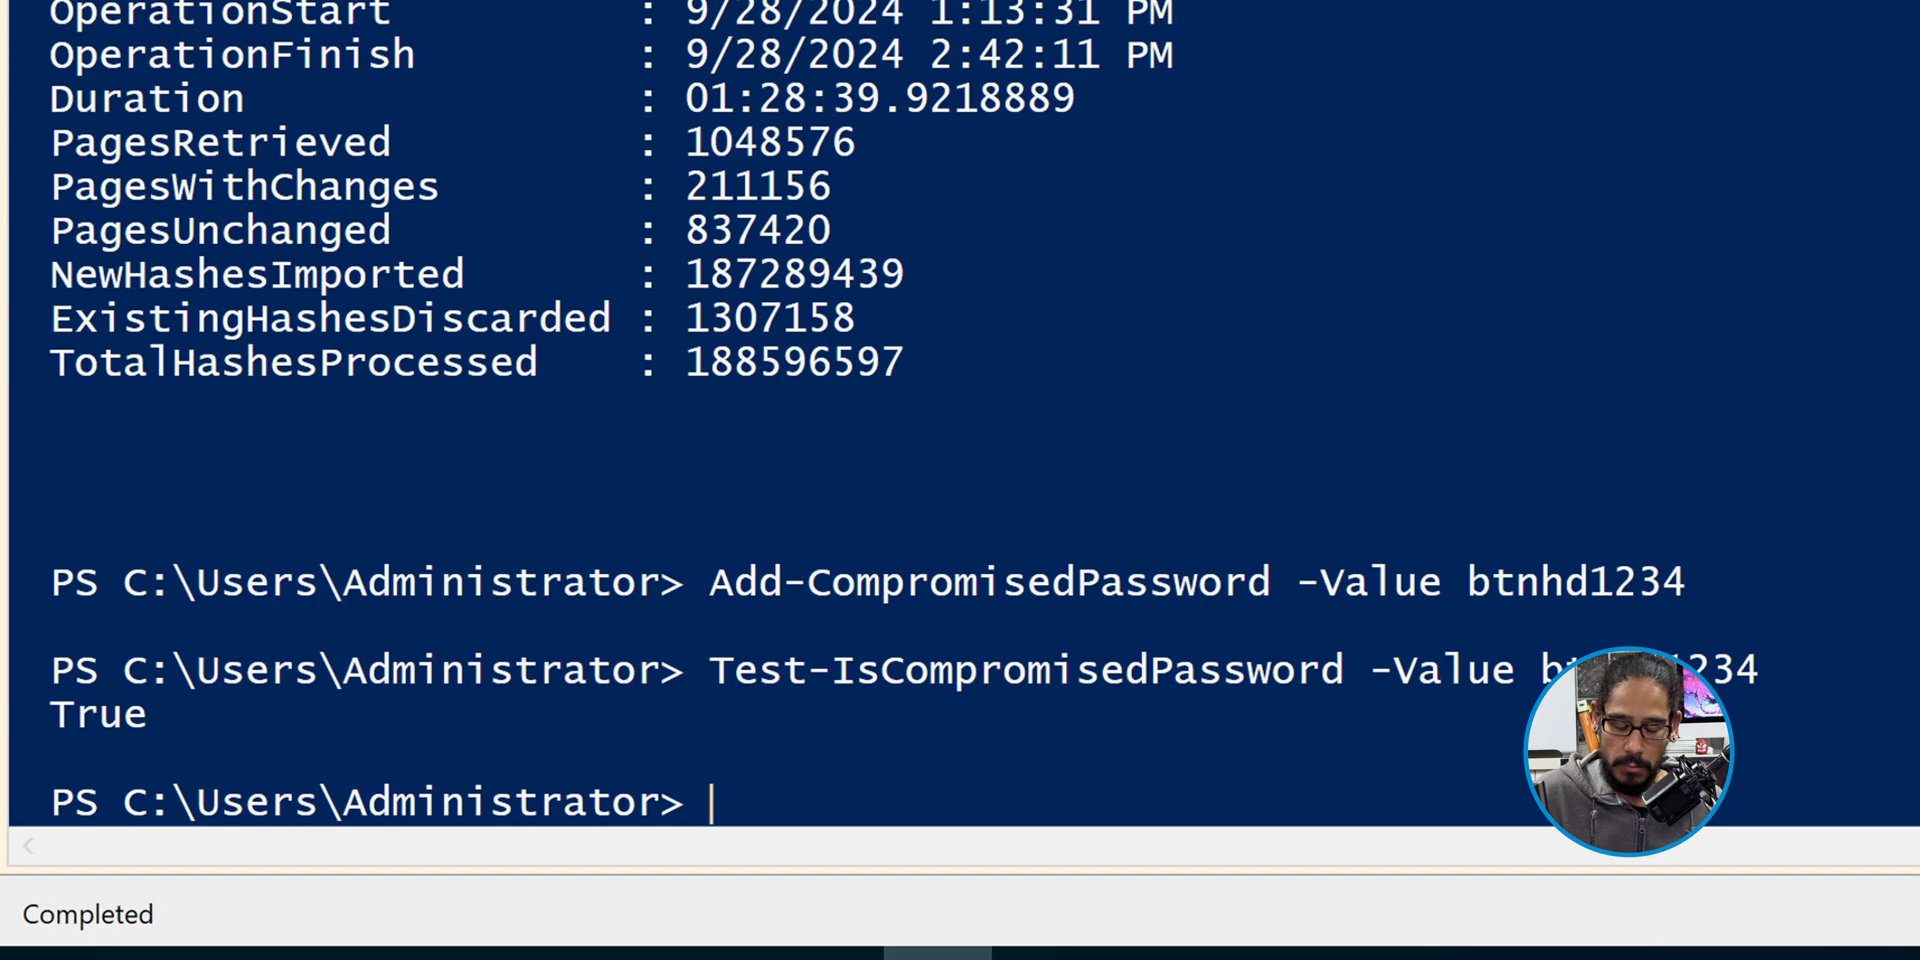 OperationStart : 9/28/2024 1:13:31 PM
OperationFinish : 9/28/2024 2:42:11 PM
Duration : 01:28:39.9218889
PagesRetrieved : 1048576
PagesWithChanges : 211156
PagesUnchanged : 837420
NewHashesImported : 187289439
ExistingHashesDiscarded : 1307158
TotalHashesProcessed : 188596597
PS C:\Users\Administrator> Add-CompromisedPassword -Value btnhd1234
PS C:\Users\Administrator> Test-IsCompromisedPassword -Value
True
PS C:\Users\Administrator>
Completed